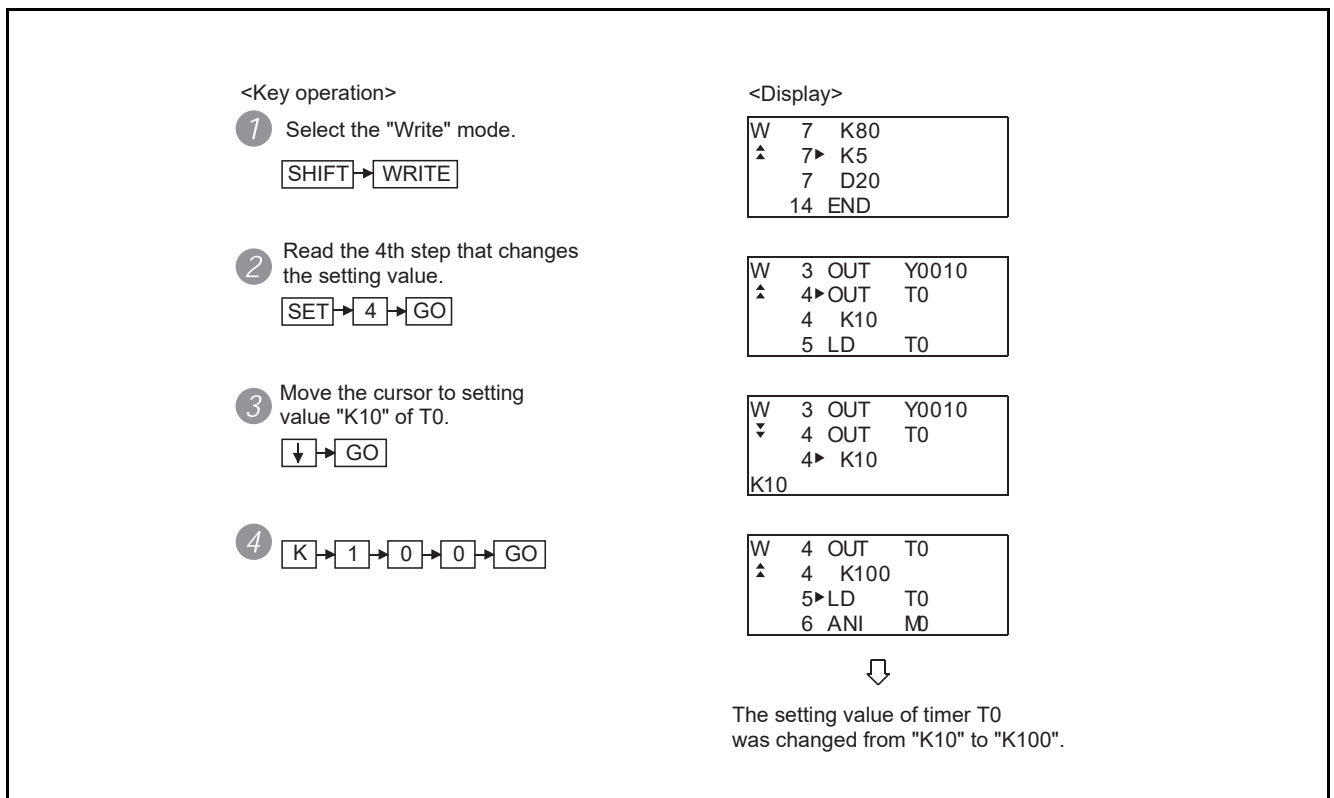 <Key operation>
1 Select the "Write" mode.
SHIFT WRITE
2 Read the 4th step that changes
the setting value.
SET 4 GO
3 Move the cursor to setting
value "K10" of T0.
GO
4 K 1 0 0 GO
<Display>
W 7 K80
7 K5
7 D20
14 END
W 3 OUT Y0010
4 OUT T0
4 K10
5 LD T0
W 3 OUT Y0010
4 OUT T0
4 K10
K10
W 4 OUT T0
4 K100
5 LD T0
6 ANI M0
The setting value of timer T0
was changed from "K10" to "K100".